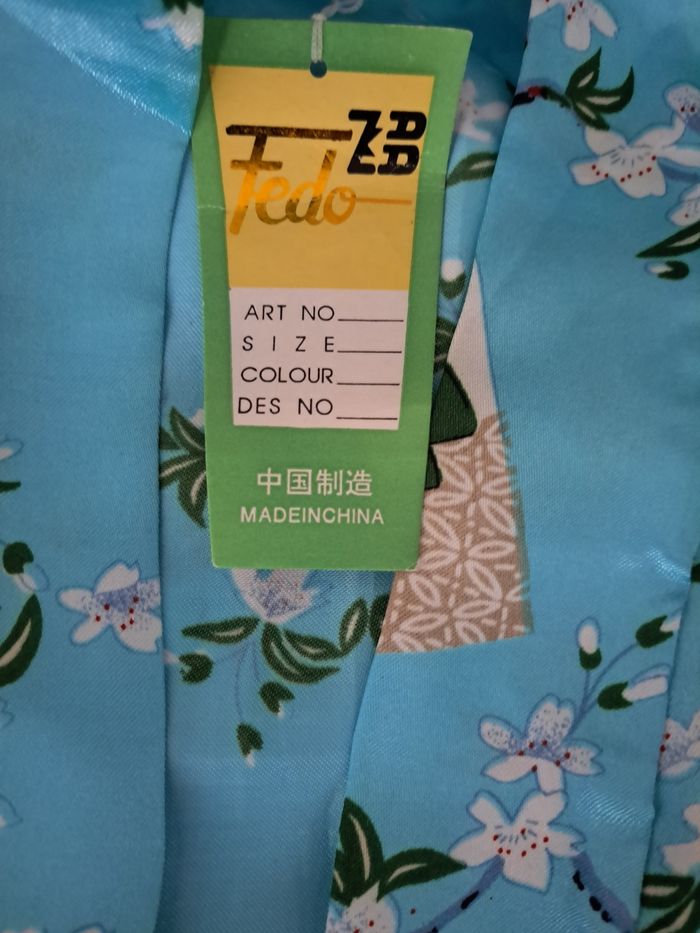 Fedo
ART NO
SIZE
COLOUR
DES NO
中国制造
MADEINCHINA